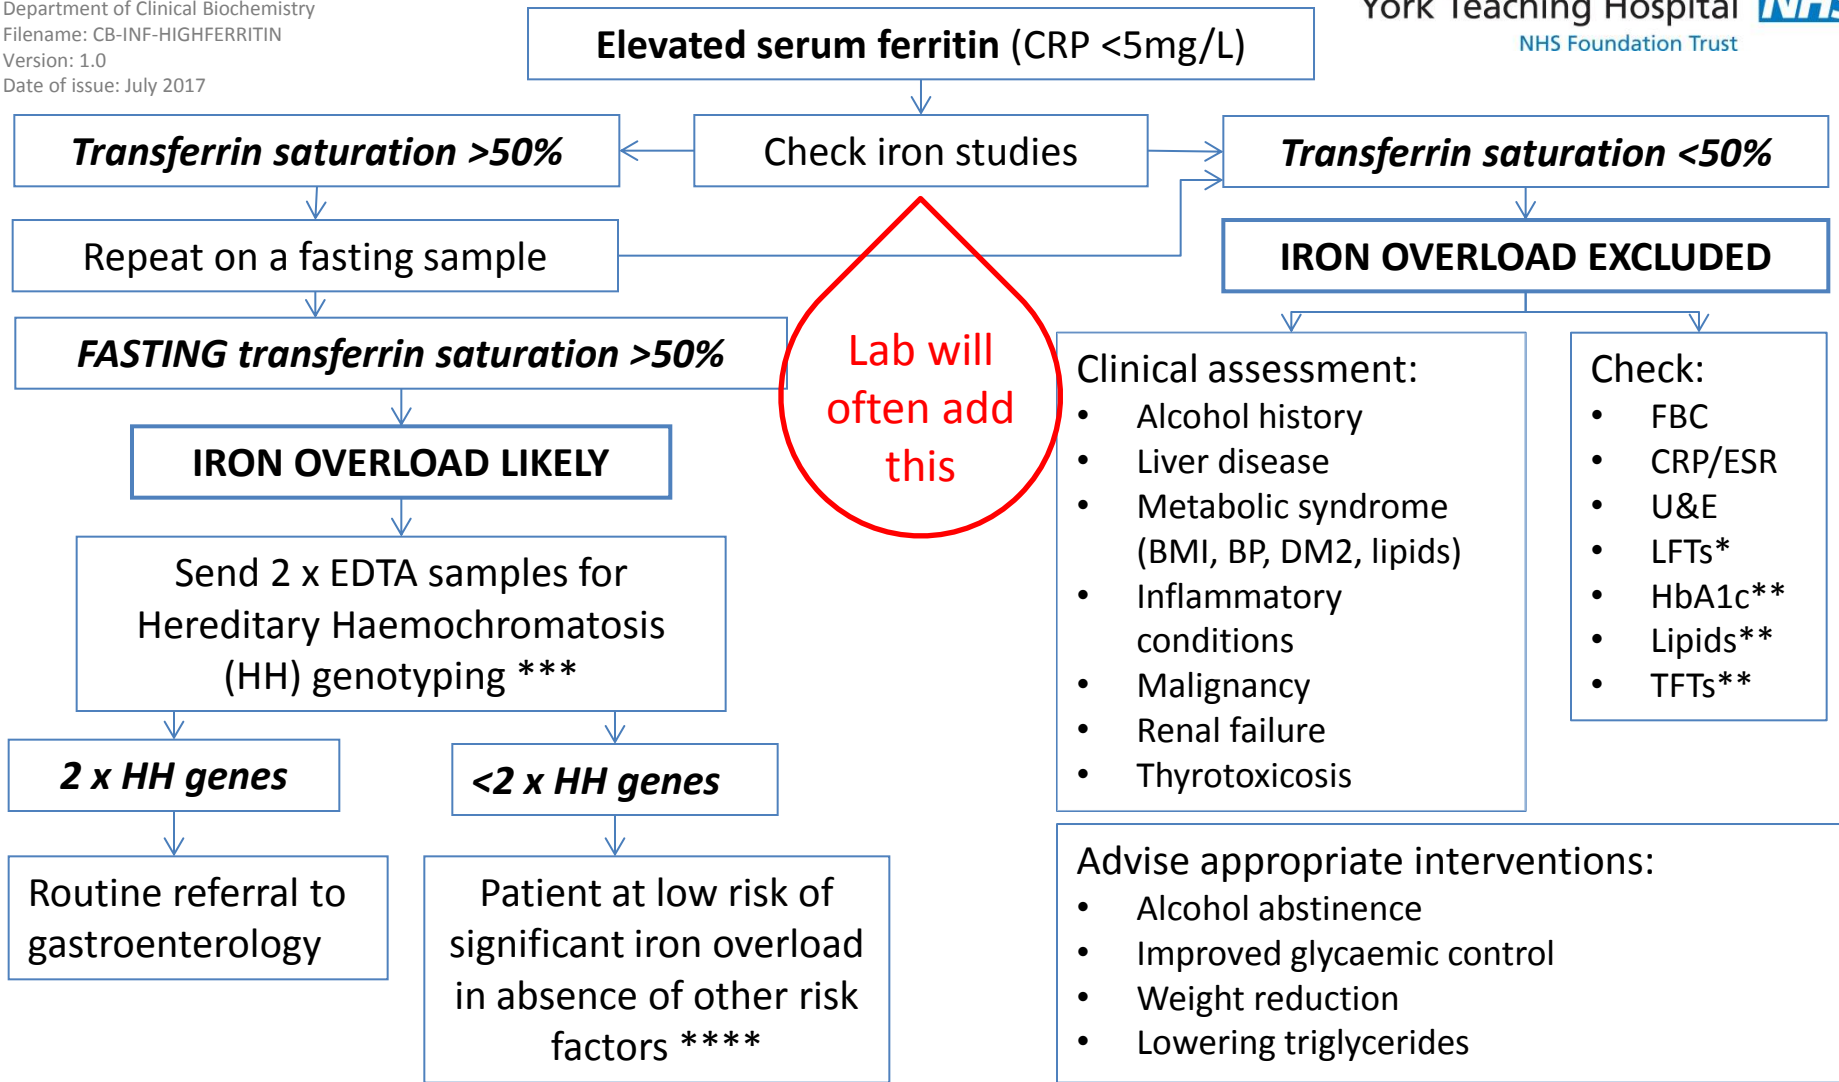 Department of Clinical Biochemistry
Filename: CB-INF-HIGHFERRITIN
Version: 1.0
Date of issue: July 2017
York Teaching Hospital NHS
NHS Foundation Trust
Elevated serum ferritin (CRP <5mg/L)
Transferrin saturation >50%
Check iron studies
Transferrin saturation <50%
Repeat on a fasting sample
IRON OVERLOAD EXCLUDED
FASTING transferrin saturation >50%
Lab will
often add
this
IRON OVERLOAD LIKELY
Send 2 x EDTA samples for
Hereditary Haemochromatosis
(HH) genotyping ***
2 x HH genes
<2 x HH genes
Routine referral to
gastroenterology
Patient at low risk of
significant iron overload
in absence of other risk
factors ****
Clinical assessment:
• Alcohol history
• Liver disease
• Metabolic syndrome
(BMI, BP, DM2, lipids)
• Inflammatory
conditions
• Malignancy
• Renal failure
• Thyrotoxicosis
Check:
• FBC
• CRP/ESR
• U&E
• LFTs*
• HbA1c**
• Lipids**
• TFTs**
Advise appropriate interventions:
• Alcohol abstinence
• Improved glycaemic control
• Weight reduction
• Lowering triglycerides